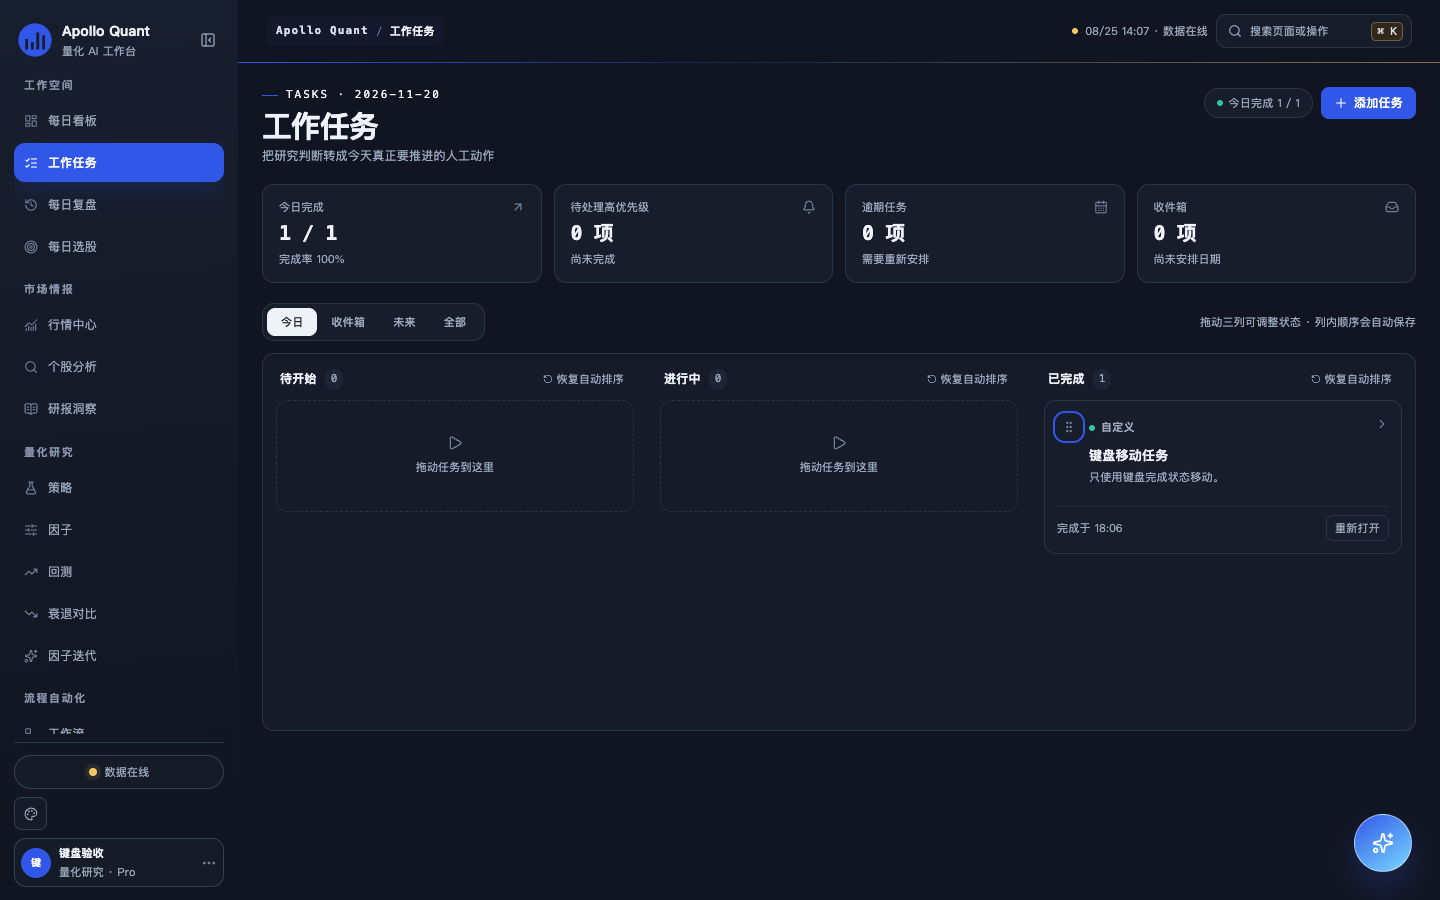 Apollo Quant
量化 AI 工作台
工作空间
每日看板
工作任务
每日复盘
每日选股
市场情报
行情中心
个股分析
研报洞察
量化研究
策略
因子
回测
衰退对比
因子迭代
流程自动化
工作流
数据在线
键
键盘验收
量化研究 · Pro
Apollo Quant / 工作任务
08/25 14:07 · 数据在线
搜索页面或操作
⌘ K
TASKS · 2026-11-20
工作任务
把研究判断转成今天真正要推进的人工动作
今日完成 1 / 1
添加任务
今日完成
1 / 1
完成率 100%
待处理高优先级
0 项
尚未完成
逾期任务
0 项
需要重新安排
收件箱
0 项
尚未安排日期
今日 收件箱 未来 全部
拖动三列可调整状态 · 列内顺序会自动保存
待开始 0
恢复自动排序
拖动任务到这里
进行中 0
恢复自动排序
拖动任务到这里
已完成 1
恢复自动排序
自定义
键盘移动任务
只使用键盘完成状态移动。
完成于 18:06
重新打开